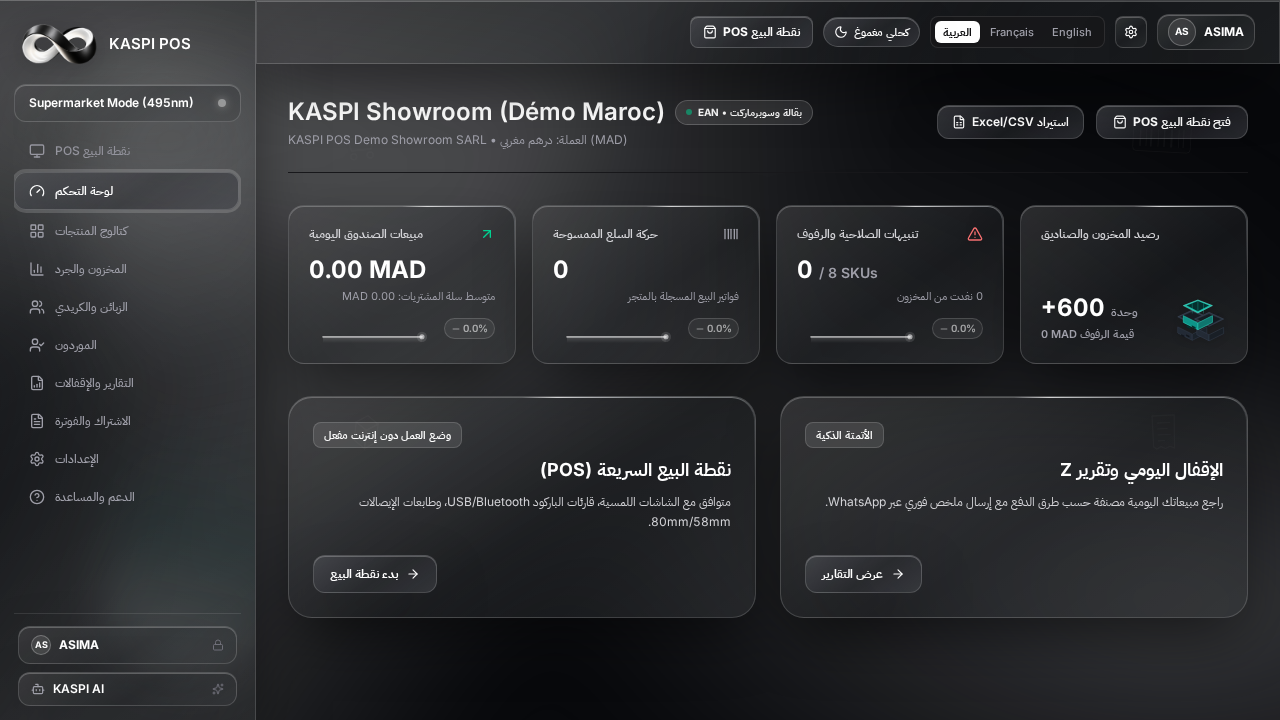 KASPI POS
Supermarket Mode (495nm)
نقطة البيع POS
لوحة التحكم
كتالوج المنتجات
المخزون والجرد
الزبائن والكريدي
الموردون
التقارير والإقفالات
الاشتراك والفوترة
الإعدادات
الدعم والمساعدة
AS ASIMA
KASPI AI
نقطة البيع POS
كحلي مفموغ
العربية
Français
English
AS ASIMA
KASPI Showroom (Démo Maroc)
بقالة وسوبرماركت • EAN
KASPI POS Demo Showroom SARL • العملة: درهم مغربي (MAD)
استيراد Excel/CSV
فتح نقطة البيع POS
مبيعات الصندوق اليومية
0.00 MAD
متوسط سلة المشتريات: 0.00 MAD
— 0.0%
حركة السلع الممسوحة
0
فواتير البيع المسجلة بالمتجر
— 0.0%
تنبيهات الصلاحية والرفوف
0 / 8 SKUs
0 نفدت من المخزون
— 0.0%
رصيد المخزون والصناديق
+600 وحدة
قيمة الرفوف 0 MAD
وضع العمل دون إنترنت مفعل
نقطة البيع السريعة (POS)
متوافق مع الشاشات اللمسية، قارئات الباركود USB/Bluetooth، وطابعات الإيصالات
80mm/58mm.
بدء نقطة البيع
الأتمتة الذكية
الإقفال اليومي وتقرير Z
راجع مبيعاتك اليومية مصنفة حسب طرق الدفع مع إرسال ملخص فوري عبر WhatsApp.
عرض التقارير